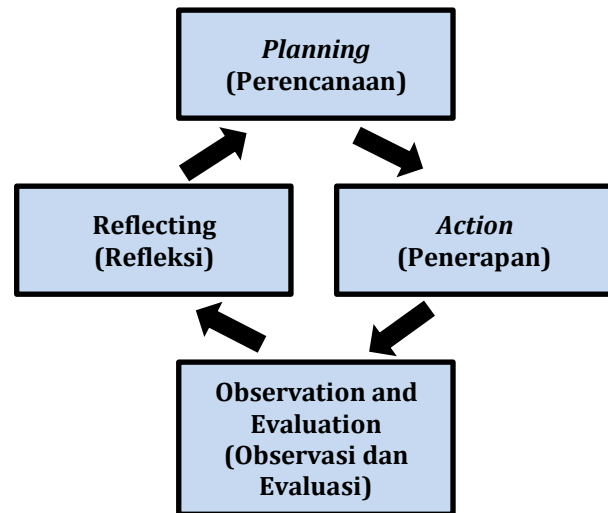 Planning
(Perencanaan)
Reflecting
(Refleksi)
Action
(Penerapan)
Observation and
Evaluation
(Observasi dan
Evaluasi)